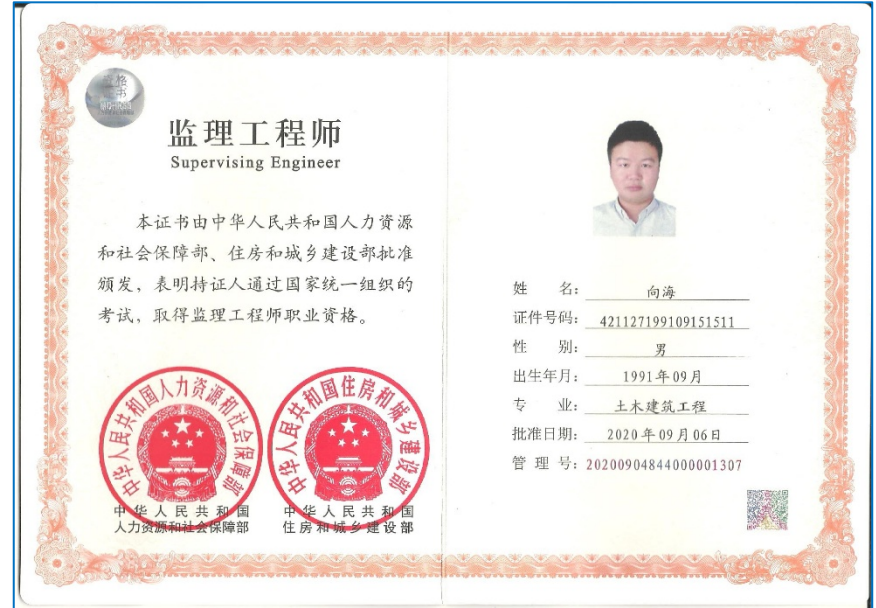 监理工程师
Supervising Engineer
本证书由中华人民共和国人力资源
和社会保障部、住房和城乡建设部批准
颁发,表明持证人通过国家统一组织的
考试,取得监理工程师职业资格。
中华人民共和国人力资源和社会保障部
中华人民共和国住房和城乡建设部
中华人民共和国
人力资源和社会保障部
中华人民共和国
住房和城乡建设部
姓 名: 向海
证件号码: 421127199109151511
性 别: 男
出生年月: 1991年09月
专 业: 土木建筑工程
批准日期: 2020年09月06日
管 理 号: 20200904844000001307